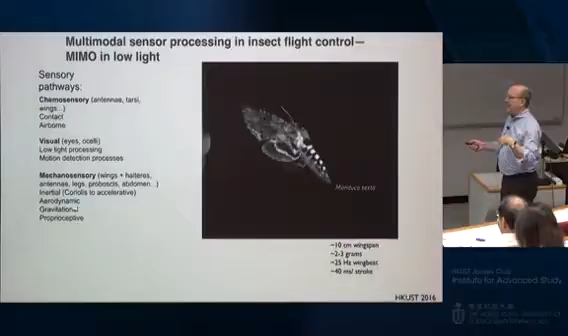 Multimodal sensor processing in insect flight control—
MIMO in low light
Sensory
pathways:
Chemosensory (antennae, tarsi,
wings...)
Contact
Airborne
Visual (eyes, ocelli)
Low light processing
Motion detection processes
Mechanosensory (wings + halteres,
antennae, legs, proboscis, abdomen...)
Inertial (Coriolis to accelerative)
Aerodynamic
Gravitational
Proprioceptive
Manduca sexta
~10 cm wingspan
~2-3 grams
~25 Hz wingbeat
~40 ms/ stroke
HKUST 2016
HKUST Jockey Club
Institute for Advanced Study